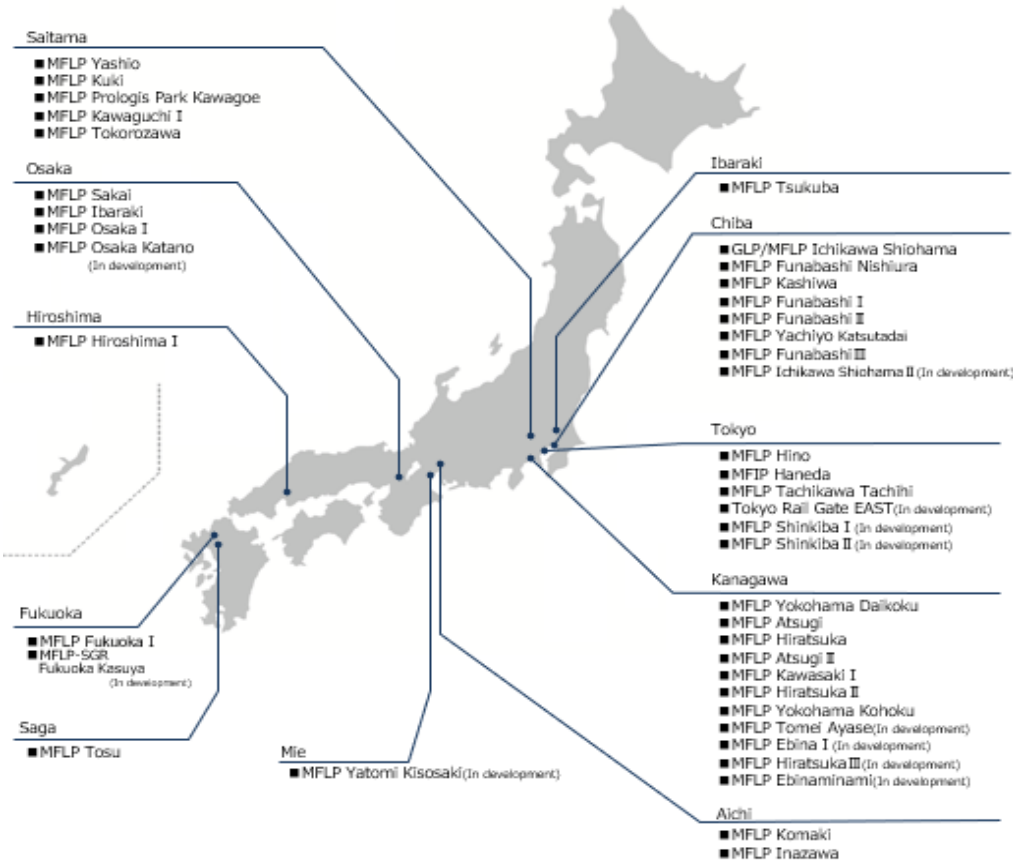 Saitama
■MFLP Yashio
■MFLP Kuki
■MFLP Prologis Park Kawagoe
■MFLP Kawaguchi I
■MFLP Tokorozawa
Osaka
■MFLP Sakai
■MFLP Ibaraki
■MFLP Osaka I
■MFLP Osaka Katano
(In development)
Hiroshima
■MFLP Hiroshima I
Fukuoka
■MFLP Fukuoka I
■MFLP-SGR
Fukuoka Kasuya
(In development)
Saga
■MFLP Tosu
Mie
■MFLP Yatomi Kisosaki(In development)
Ibaraki
■MFLP Tsukuba
Chiba
■GLP/MFLP Ichikawa Shiohama
■MFLP Funabashi Nishiura
■MFLP Kashiwa
■MFLP Funabashi I
■MFLP Funabashi Ⅱ
■MFLP Yachiyo Katsutadai
■MFLP Funabashi Ⅲ
■MFLP Ichikawa Shiohama Ⅱ (In development)
Tokyo
■MFLP Hino
■MFIP Haneda
■MFLP Tachikawa Tachihi
■Tokyo Rail Gate EAST(In development)
■MFLP Shinkiba I (In development)
■MFLP Shinkiba Ⅱ (In development)
Kanagawa
■MFLP Yokohama Daikoku
■MFLP Atsugi
■MFLP Hiratsuka
■MFLP Atsugi Ⅱ
■MFLP Kawasaki I
■MFLP Hiratsuka Ⅱ
■MFLP Yokohama Kohoku
■MFLP Tomei Ayase(In development)
■MFLP Ebina I (In development)
■MFLP Hiratsuka Ⅲ(In development)
■MFLP Ebinaminami(In development)
Aichi
■MFLP Komaki
■MFLP Inazawa